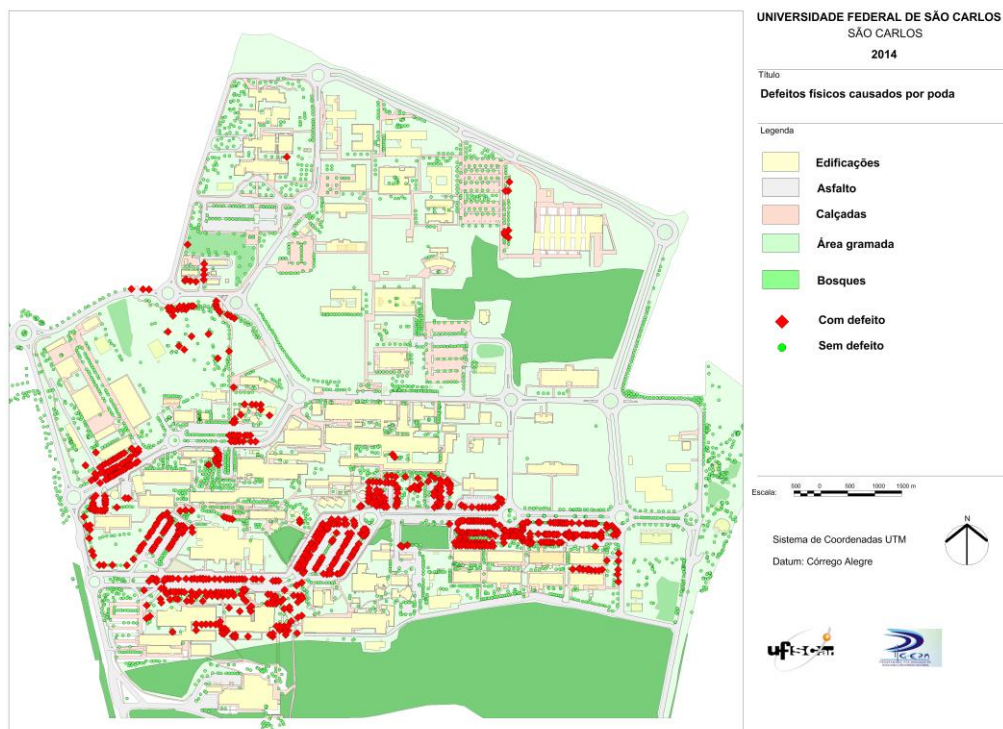 UNIVERSIDADE FEDERAL DE SÃO CARLOS
SÃO CARLOS
2014
Título
Defeitos físicos causados por poda
Legenda
Edificações
Asfalto
Calçadas
Área gramada
Bosques
Com defeito
Sem defeito
Escala:
500 0 500 1000 1500 m
N
Sistema de Coordenadas UTM
Datum: Córrego Alegre